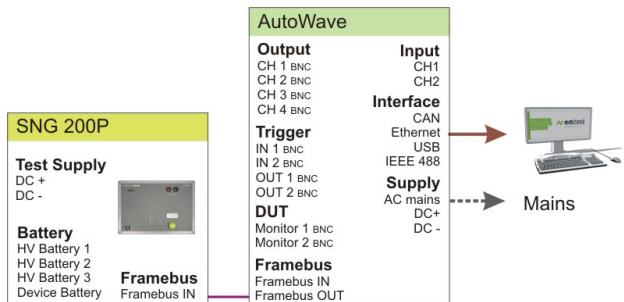 AutoWave
Output
CH 1 BNC
CH 2 BNC
CH 3 BNC
CH 4 BNC
Trigger
IN 1 BNC
IN 2 BNC
OUT 1 BNC
OUT 2 BNC
DUT
Monitor 1 BNC
Monitor 2 BNC
Framebus
Framebus IN
Framebus OUT
Input
CH1
CH2
Interface
CAN
Ethernet
USB
IEEE 488
Supply
AC mains
DC+
DC -
emtest
Mains
SNG 200P
Test Supply
DC +
DC -
Battery
HV Battery 1
HV Battery 2
HV Battery 3
Device Battery
Framebus
Framebus IN